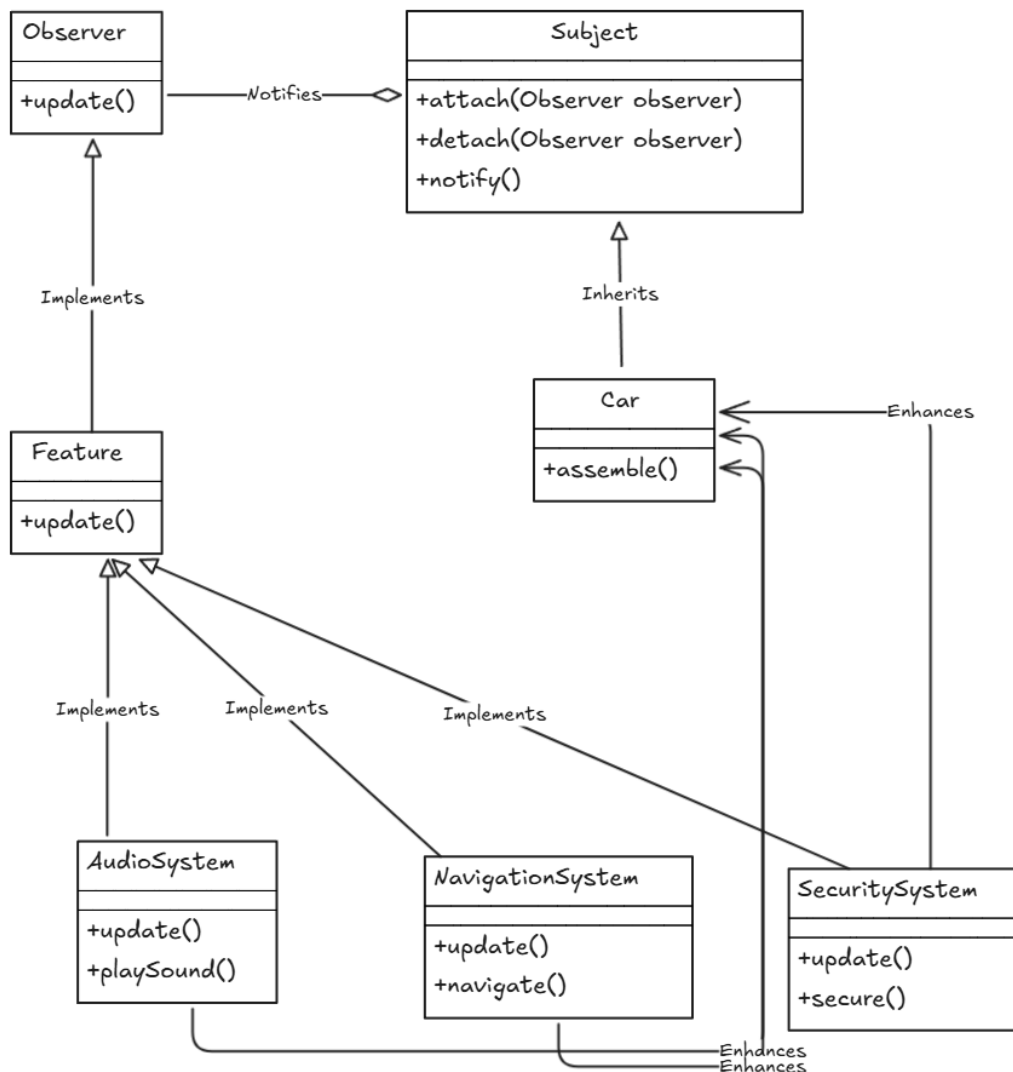 Observer
+update()
Notifies
Subject
+attach(Observer observer)
+detach(Observer observer)
+notify()
Implements
Inherits
Feature
+update()
Car
+assemble()
Enhances
Implements
Implements
Implements
AudioSystem
+update()
+playSound()
NavigationSystem
+update()
+navigate()
SecuritySystem
+update()
+secure()
Enhances
Enhances